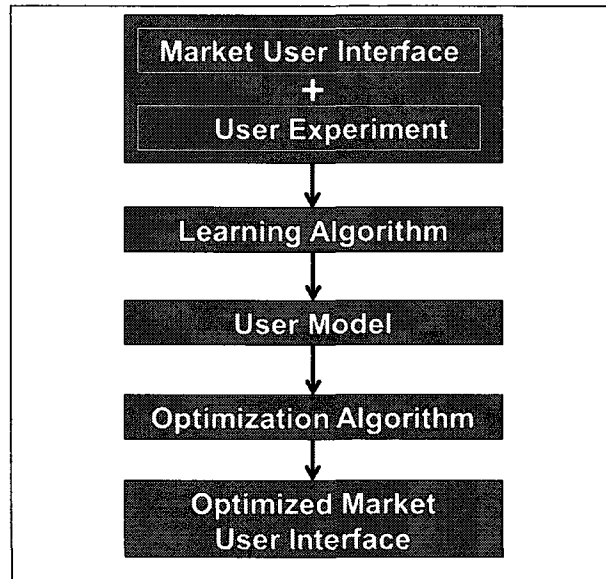 Market User Interface
+
User Experiment
Learning Algorithm
User Model
Optimization Algorithm
Optimized Market
User Interface